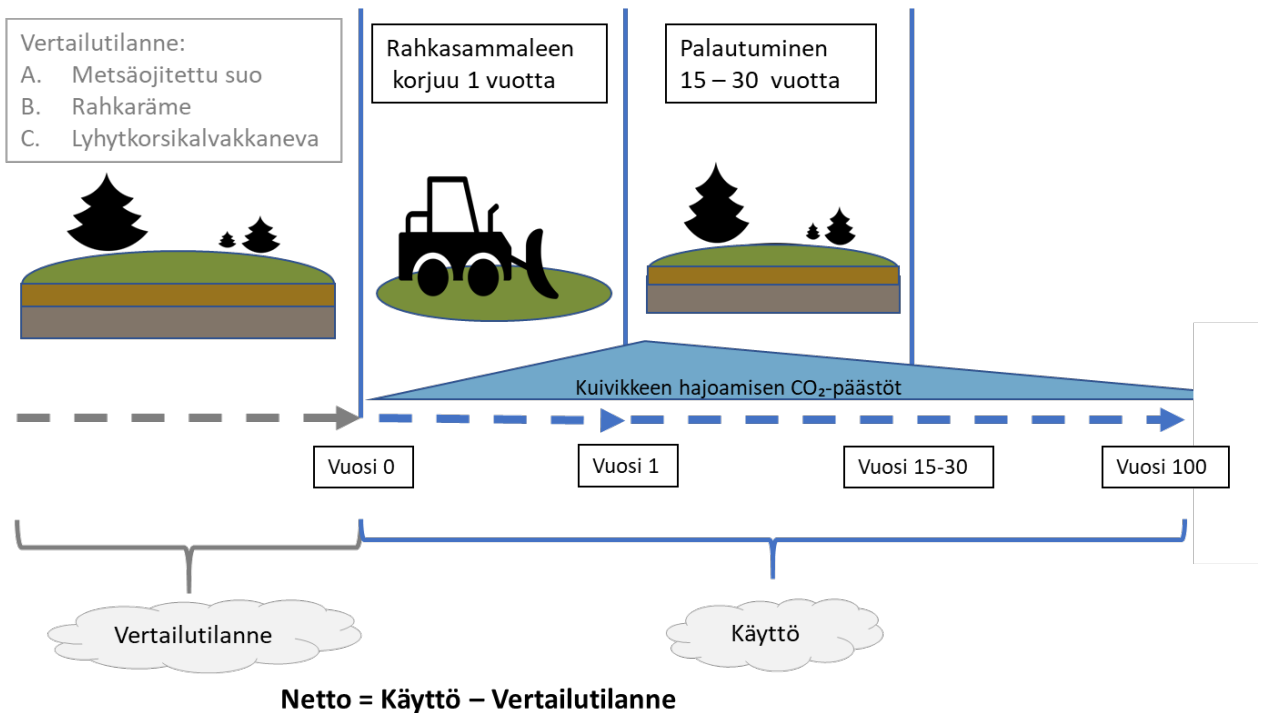 Vertailutilanne:
A. Metsäojitettu suo
B. Rahkaräme
C. Lyhytkorsikalvakkaneva
Rahkasammaleen
korjuu 1 vuotta
Palautuminen
15 – 30 vuotta
Kuivikkeen hajoamisen CO₂-päästöt
Vuosi 0
Vuosi 1
Vuosi 15-30
Vuosi 100
Vertailutilanne
Käyttö
Netto = Käyttö – Vertailutilanne